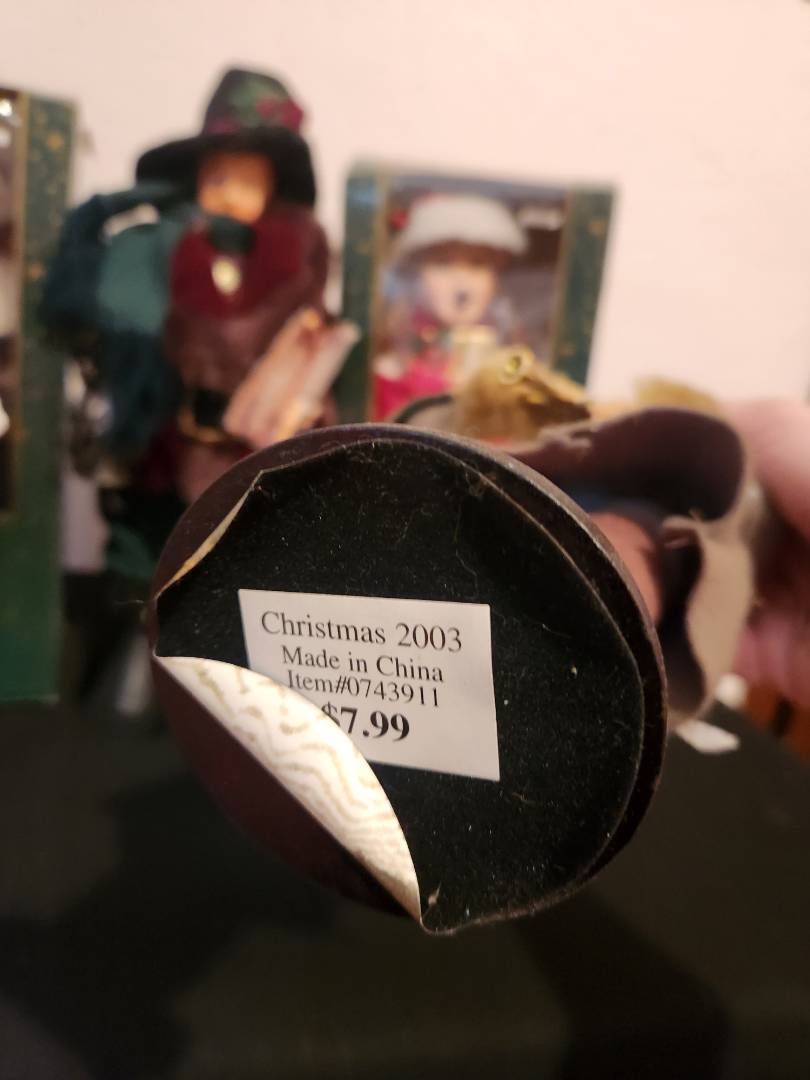 Christmas 2003
Made in China
Item#0743911
$7.99